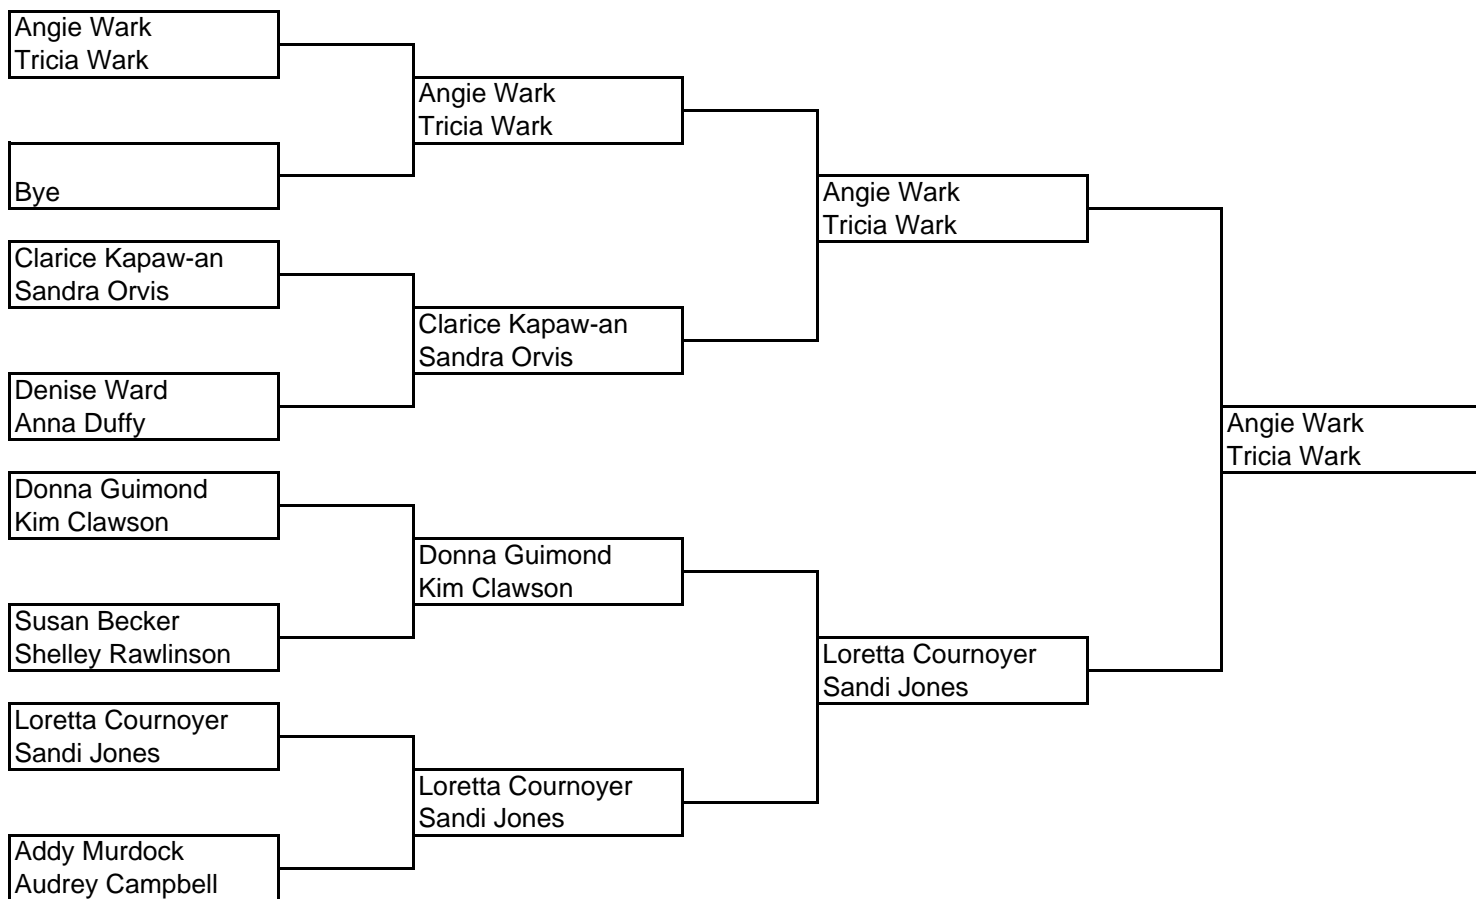 Angie Wark
Tricia Wark
Bye
Clarice Kapaw-an
Sandra Orvis
Denise Ward
Anna Duffy
Donna Guimond
Kim Clawson
Susan Becker
Shelley Rawlinson
Loretta Cournoyer
Sandi Jones
Addy Murdock
Audrey Campbell
Angie Wark
Tricia Wark
Clarice Kapaw-an
Sandra Orvis
Donna Guimond
Kim Clawson
Loretta Cournoyer
Sandi Jones
Angie Wark
Tricia Wark
Loretta Cournoyer
Sandi Jones
Angie Wark
Tricia Wark